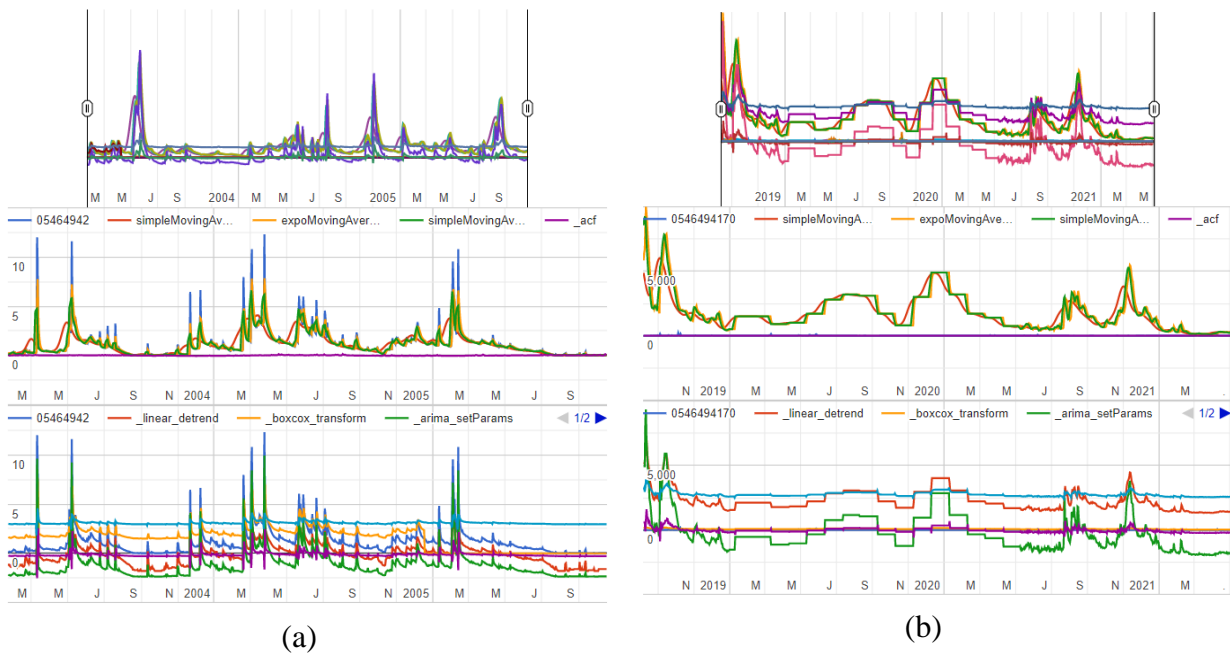 M M J S 2004 M M J S 2005 M M J S
05464942 simpleMovingAv... expoMovingAver... simpleMovingAv... _acf
10
5
0
M M J S N 2004 M M J S N 2005 M M J S
05464942 _linear_detrend _boxcox_transform _arima_setParams 1/2
10
5
0
M M J S N 2004 M M J S N 2005 M M J S
(a)
2019 M M J S 2020 M M J S 2021 M M
0546494170 simpleMovingA... expoMovingAve... simpleMovingA... _acf
5,000
0
N 2019 M M J S N 2020 M M J S N 2021 M
0546494170 _linear_detrend _boxcox_transform _arima_setParams 1/2
5,000
0
N 2019 M M J S N 2020 M M J S N 2021 M
(b)